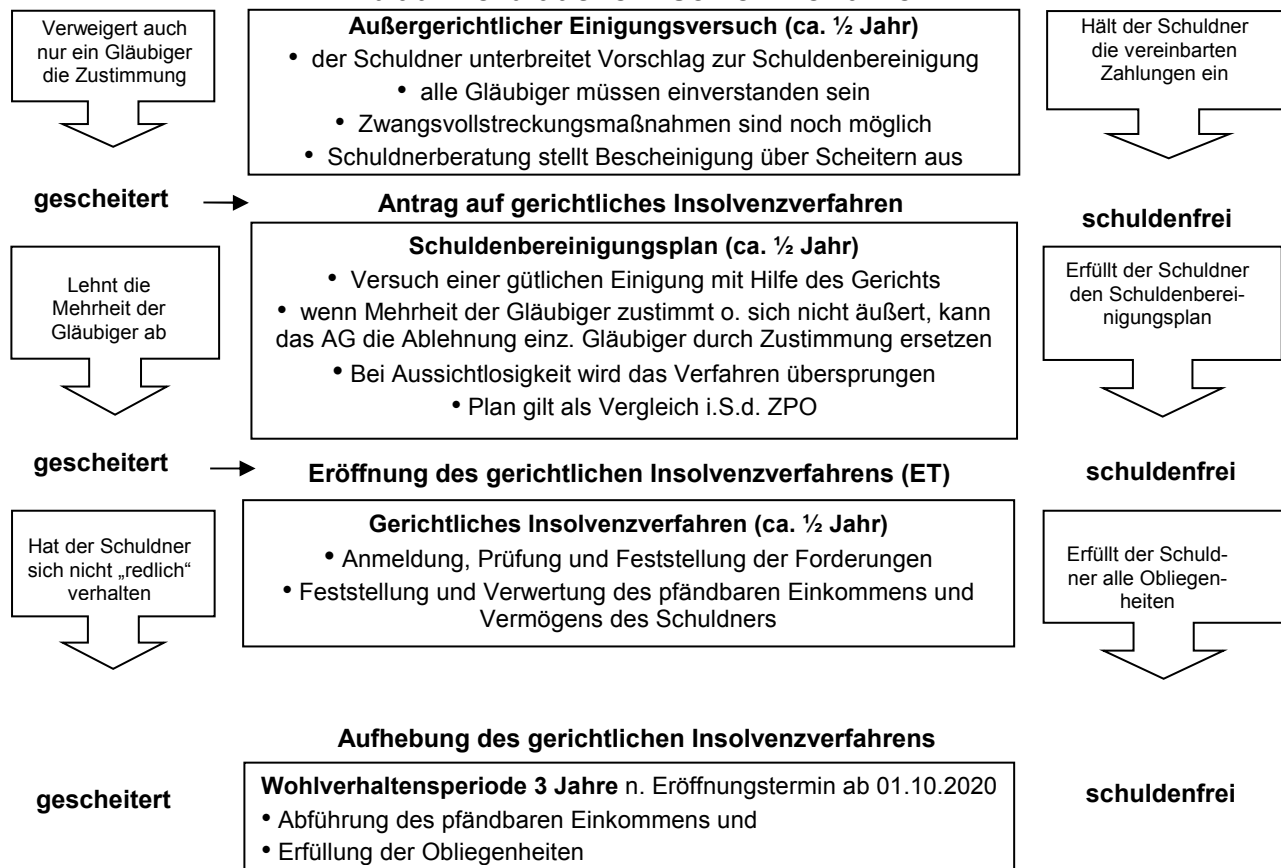 Verweigert auch
nur ein Gläubiger
die Zustimmung
Außergerichtlicher Einigungsversuch (ca. ½ Jahr)
• der Schuldner unterbreitet Vorschlag zur Schuldenbereinigung
• alle Gläubiger müssen einverstanden sein
• Zwangsvollstreckungsmaßnahmen sind noch möglich
• Schuldnerberatung stellt Bescheinigung über Scheitern aus
Hält der Schuldner
die vereinbarten
Zahlungen ein
gescheitert
Antrag auf gerichtliches Insolvenzverfahren
schuldenfrei
Lehnt die
Mehrheit der
Gläubiger ab
Schuldenbereinigungsplan (ca. ½ Jahr)
• Versuch einer gütlichen Einigung mit Hilfe des Gerichts
• wenn Mehrheit der Gläubiger zustimmt o. sich nicht äußert, kann
das AG die Ablehnung einz. Gläubiger durch Zustimmung ersetzen
• Bei Aussichtlosigkeit wird das Verfahren übersprungen
• Plan gilt als Vergleich i.S.d. ZPO
Erfüllt der Schuldner
den Schuldenberei-
nigungsplan
gescheitert
Eröffnung des gerichtlichen Insolvenzverfahrens (ET)
schuldenfrei
Hat der Schuldner
sich nicht „redlich“
verhalten
Gerichtliches Insolvenzverfahren (ca. ½ Jahr)
• Anmeldung, Prüfung und Feststellung der Forderungen
• Feststellung und Verwertung des pfändbaren Einkommens und
Vermögens des Schuldners
Erfüllt der Schuld-
ner alle Obliegen-
heiten
Aufhebung des gerichtlichen Insolvenzverfahrens
gescheitert
Wohlverhaltensperiode 3 Jahre n. Eröffnungstermin ab 01.10.2020
• Abführung des pfändbaren Einkommens und
• Erfüllung der Obliegenheiten
schuldenfrei